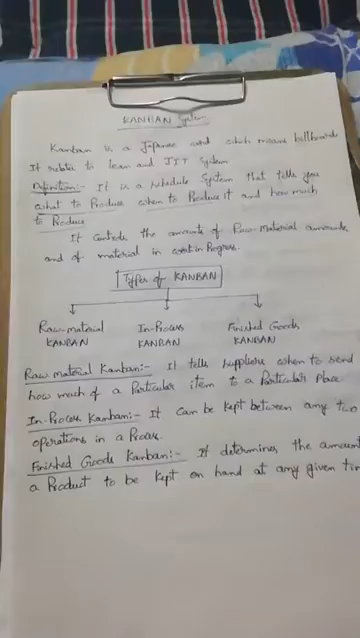 KANBAN System
Kanban is a Japanese word which means billboards
It relates to lean and JIT System
Definition:- It is a schedule System that tells you
what to Produce when to Produce it and how much
to Produce
It controls the amounts of Raw-Material
and of material in work in Progress.
Types of KANBAN
Raw-material In-Process Finished Goods
KANBAN KANBAN KANBAN
Raw Material Kanban:- It tells suppliers when to send
how much of a Particular item to a Particular Place.
In-Process Kanban:- It can be kept between any two
operations in a Process.
Finished Goods Kanban:- It determines the amount
a Product to be kept on hand at any given